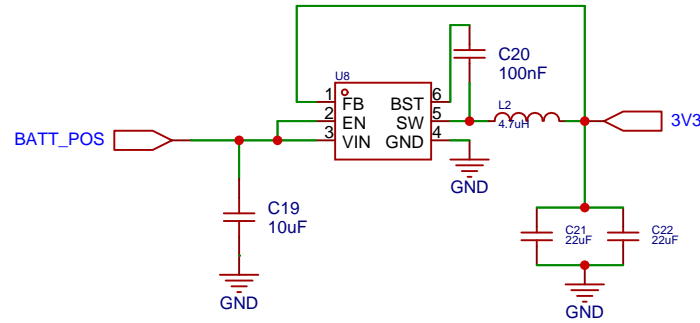 C20
100nF
U8
1 FB BST 6
2 EN SW 5
3 VIN GND 4
L2
4.7uH
3V3
BATT_POS
GND
C19
10uF
C21
22uF
C22
22uF
GND
GND